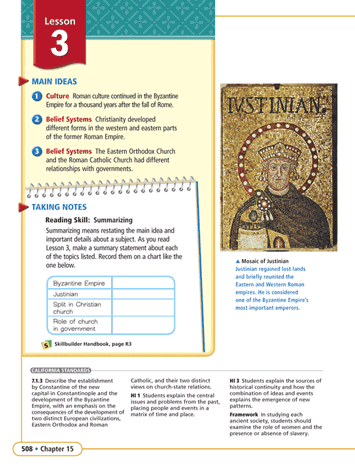 Lesson
3
MAIN IDEAS
1 Culture Roman culture continued in the Byzantine
Empire for a thousand years after the fall of Rome.
2 Belief Systems Christianity developed
different forms in the western and eastern parts
of the former Roman Empire.
3 Belief Systems The Eastern Orthodox Church
and the Roman Catholic Church had different
relationships with governments.
TAKING NOTES
Reading Skill: Summarizing
Summarizing means restating the main idea and
important details about a subject. As you read
Lesson 3, make a summary statement about each
of the topics listed. Record them on a chart like the
one below.
Byzantine Empire
Justinian
Split in Christian
church
Role of church
in government
Skillbuilder Handbook, page R3
IVSTINIAN
▲ Mosaic of Justinian
Justinian regained lost lands
and briefly reunited the
Eastern and Western Roman
empires. He is considered
one of the Byzantine Empire's
most important emperors.
CALIFORNIA STANDARDS
7.1.3 Describe the establishment
by Constantine of the new
capital in Constantinople and the
development of the Byzantine
Empire, with an emphasis on the
consequences of the development of
two distinct European civilizations,
Eastern Orthodox and Roman
Catholic, and their two distinct
views on church-state relations.
HI 1 Students explain the central
issues and problems from the past,
placing people and events in a
matrix of time and place.
HI 3 Students explain the sources of
historical continuity and how the
combination of ideas and events
explains the emergence of new
patterns.
Framework In studying each
ancient society, students should
examine the role of women and the
presence or absence of slavery.
508 • Chapter 15